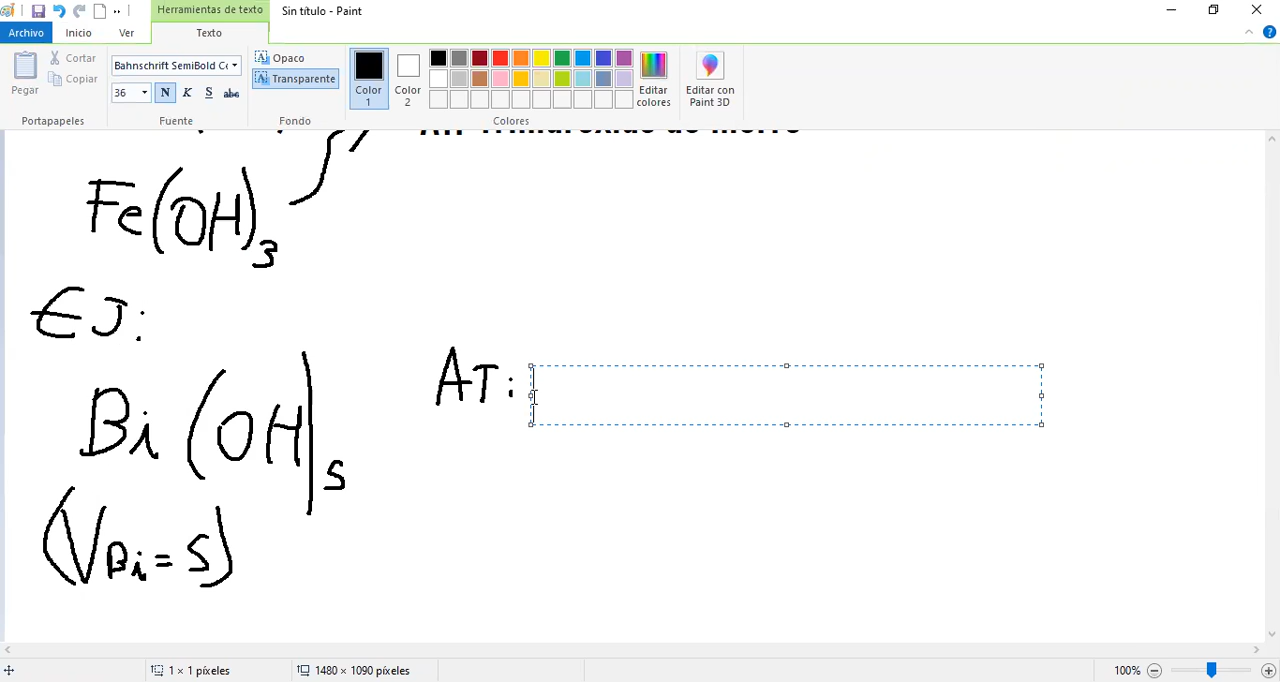 Herramientas de texto
Sin título - Paint
Archivo
Inicio
Ver
Texto
Pegar
Cortar
Copiar
Portapapeles
Bahnschrift SemiBold Co
36
N K S abc
Fuente
Opaco
Transparente
Fondo
Color 1
Color 2
Editar colores
Colores
Editar con Paint 3D
Fe(OH)3
EJ:
Bi(OH)5
AT:
(VBi = 5)
1 × 1 píxeles
1480 × 1090 píxeles
100%